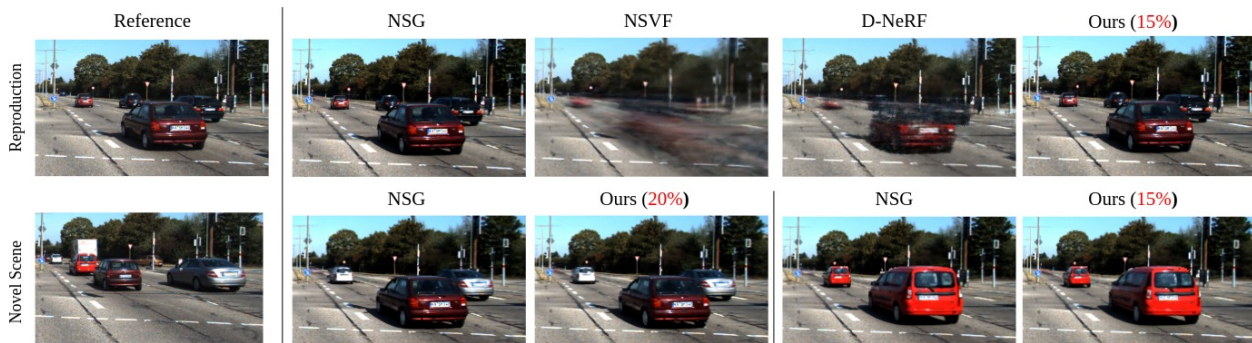 Reference
NSG
NSVF
D-NeRF
Ours (15%)
Reproduction
NSG
Ours (20%)
NSG
Ours (15%)
Novel Scene